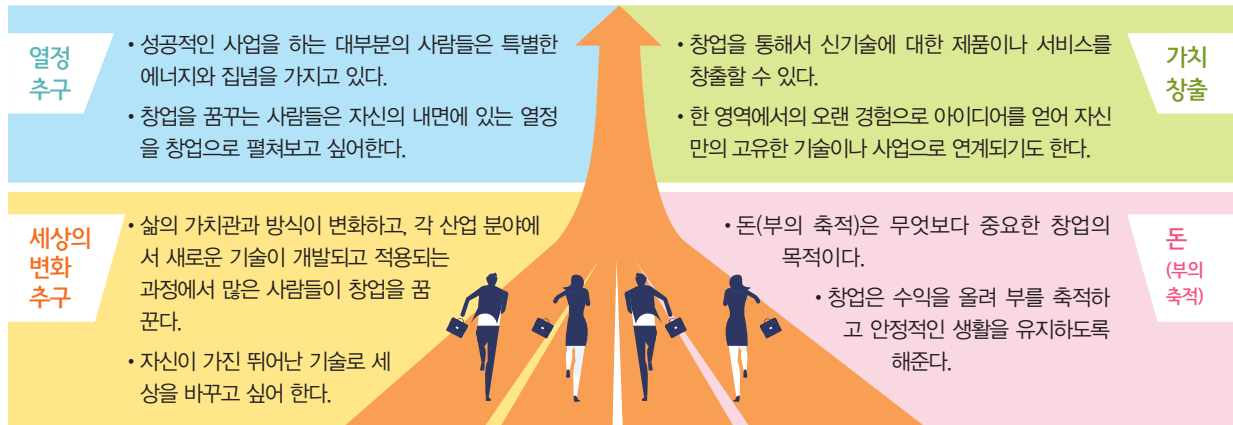 열정
추구
• 성공적인 사업을 하는 대부분의 사람들은 특별한
에너지와 집념을 가지고 있다.
• 창업을 꿈꾸는 사람들은 자신의 내면에 있는 열정
을 창업으로 펼쳐보고 싶어한다.
가치
창출
• 창업을 통해서 신기술에 대한 제품이나 서비스를
창출할 수 있다.
• 한 영역에서의 오랜 경험으로 아이디어를 얻어 자신
만의 고유한 기술이나 사업으로 연계되기도 한다.
세상의
변화
추구
• 삶의 가치관과 방식이 변화하고, 각 산업 분야에
서 새로운 기술이 개발되고 적용되는
과정에서 많은 사람들이 창업을 꿈
꾼다.
• 자신이 가진 뛰어난 기술로 세
상을 바꾸고 싶어 한다.
돈
(부의
축적)
• 돈(부의 축적)은 무엇보다 중요한 창업의
목적이다.
• 창업은 수익을 올려 부를 축적하
고 안정적인 생활을 유지하도록
해준다.